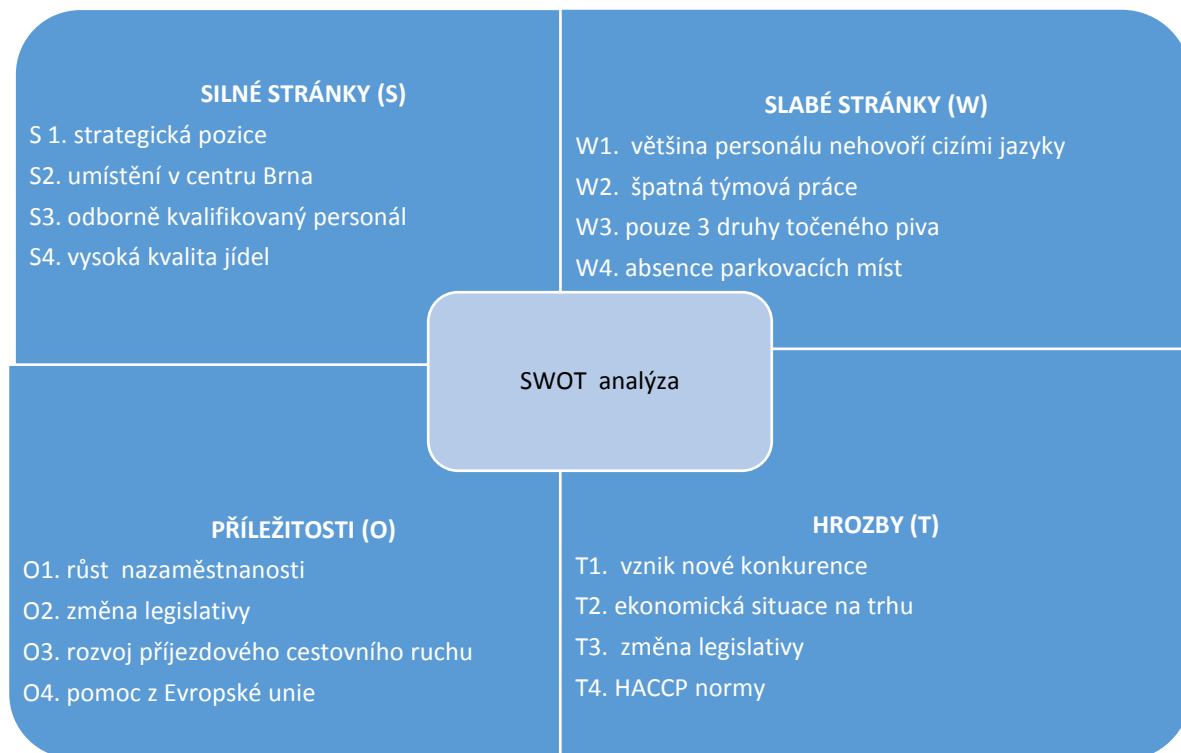 SILNÉ STRÁNKY (S)
S 1. strategická pozice
S2. umístění v centru Brna
S3. odborně kvalifikovaný personál
S4. vysoká kvalita jídel
SLABÉ STRÁNKY (W)
W1. většina personálu nehovoří cizími jazyky
W2. špatná týmová práce
W3. pouze 3 druhy točeného piva
W4. absence parkovacích míst
SWOT analýza
PŘÍLEŽITOSTI (O)
O1. růst nazaměstnanosti
O2. změna legislativy
O3. rozvoj příjezdového cestovního ruchu
O4. pomoc z Evropské unie
HROZBY (T)
T1. vznik nové konkurence
T2. ekonomická situace na trhu
T3. změna legislativy
T4. HACCP normy